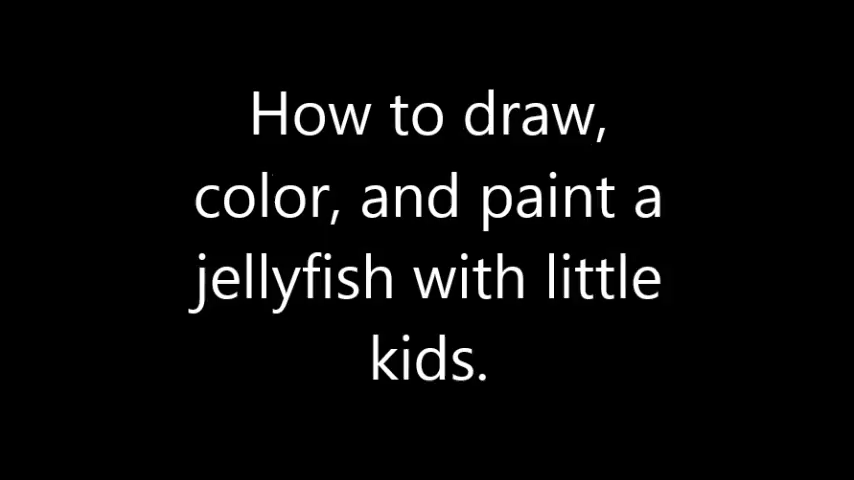 How to draw,
color, and paint a
jellyfish with little
kids.